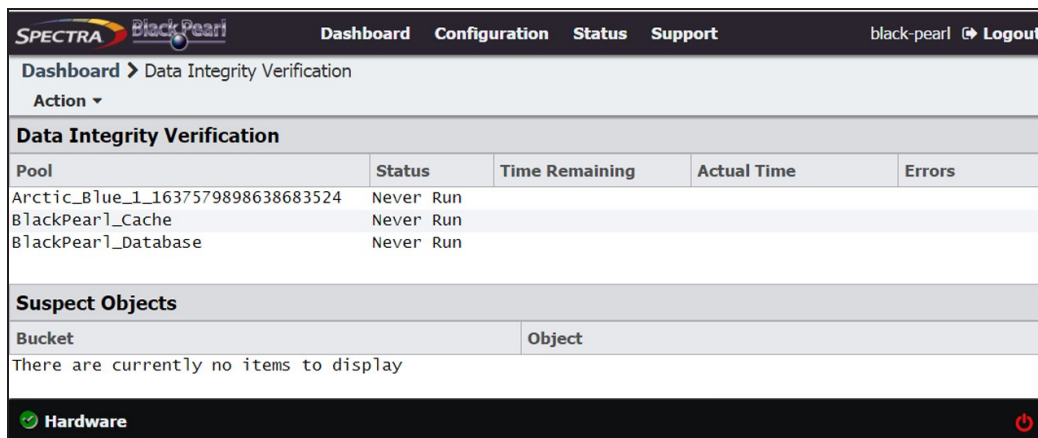 SPECTRA BlackPearl Dashboard Configuration Status Support black-pearl Logout
Dashboard > Data Integrity Verification
Action
Data Integrity Verification
Pool Status Time Remaining Actual Time Errors
Arctic_Blue_1_1637579898638683524 Never Run
BlackPearl_Cache Never Run
BlackPearl_Database Never Run
Suspect Objects
Bucket Object
There are currently no items to display
Hardware